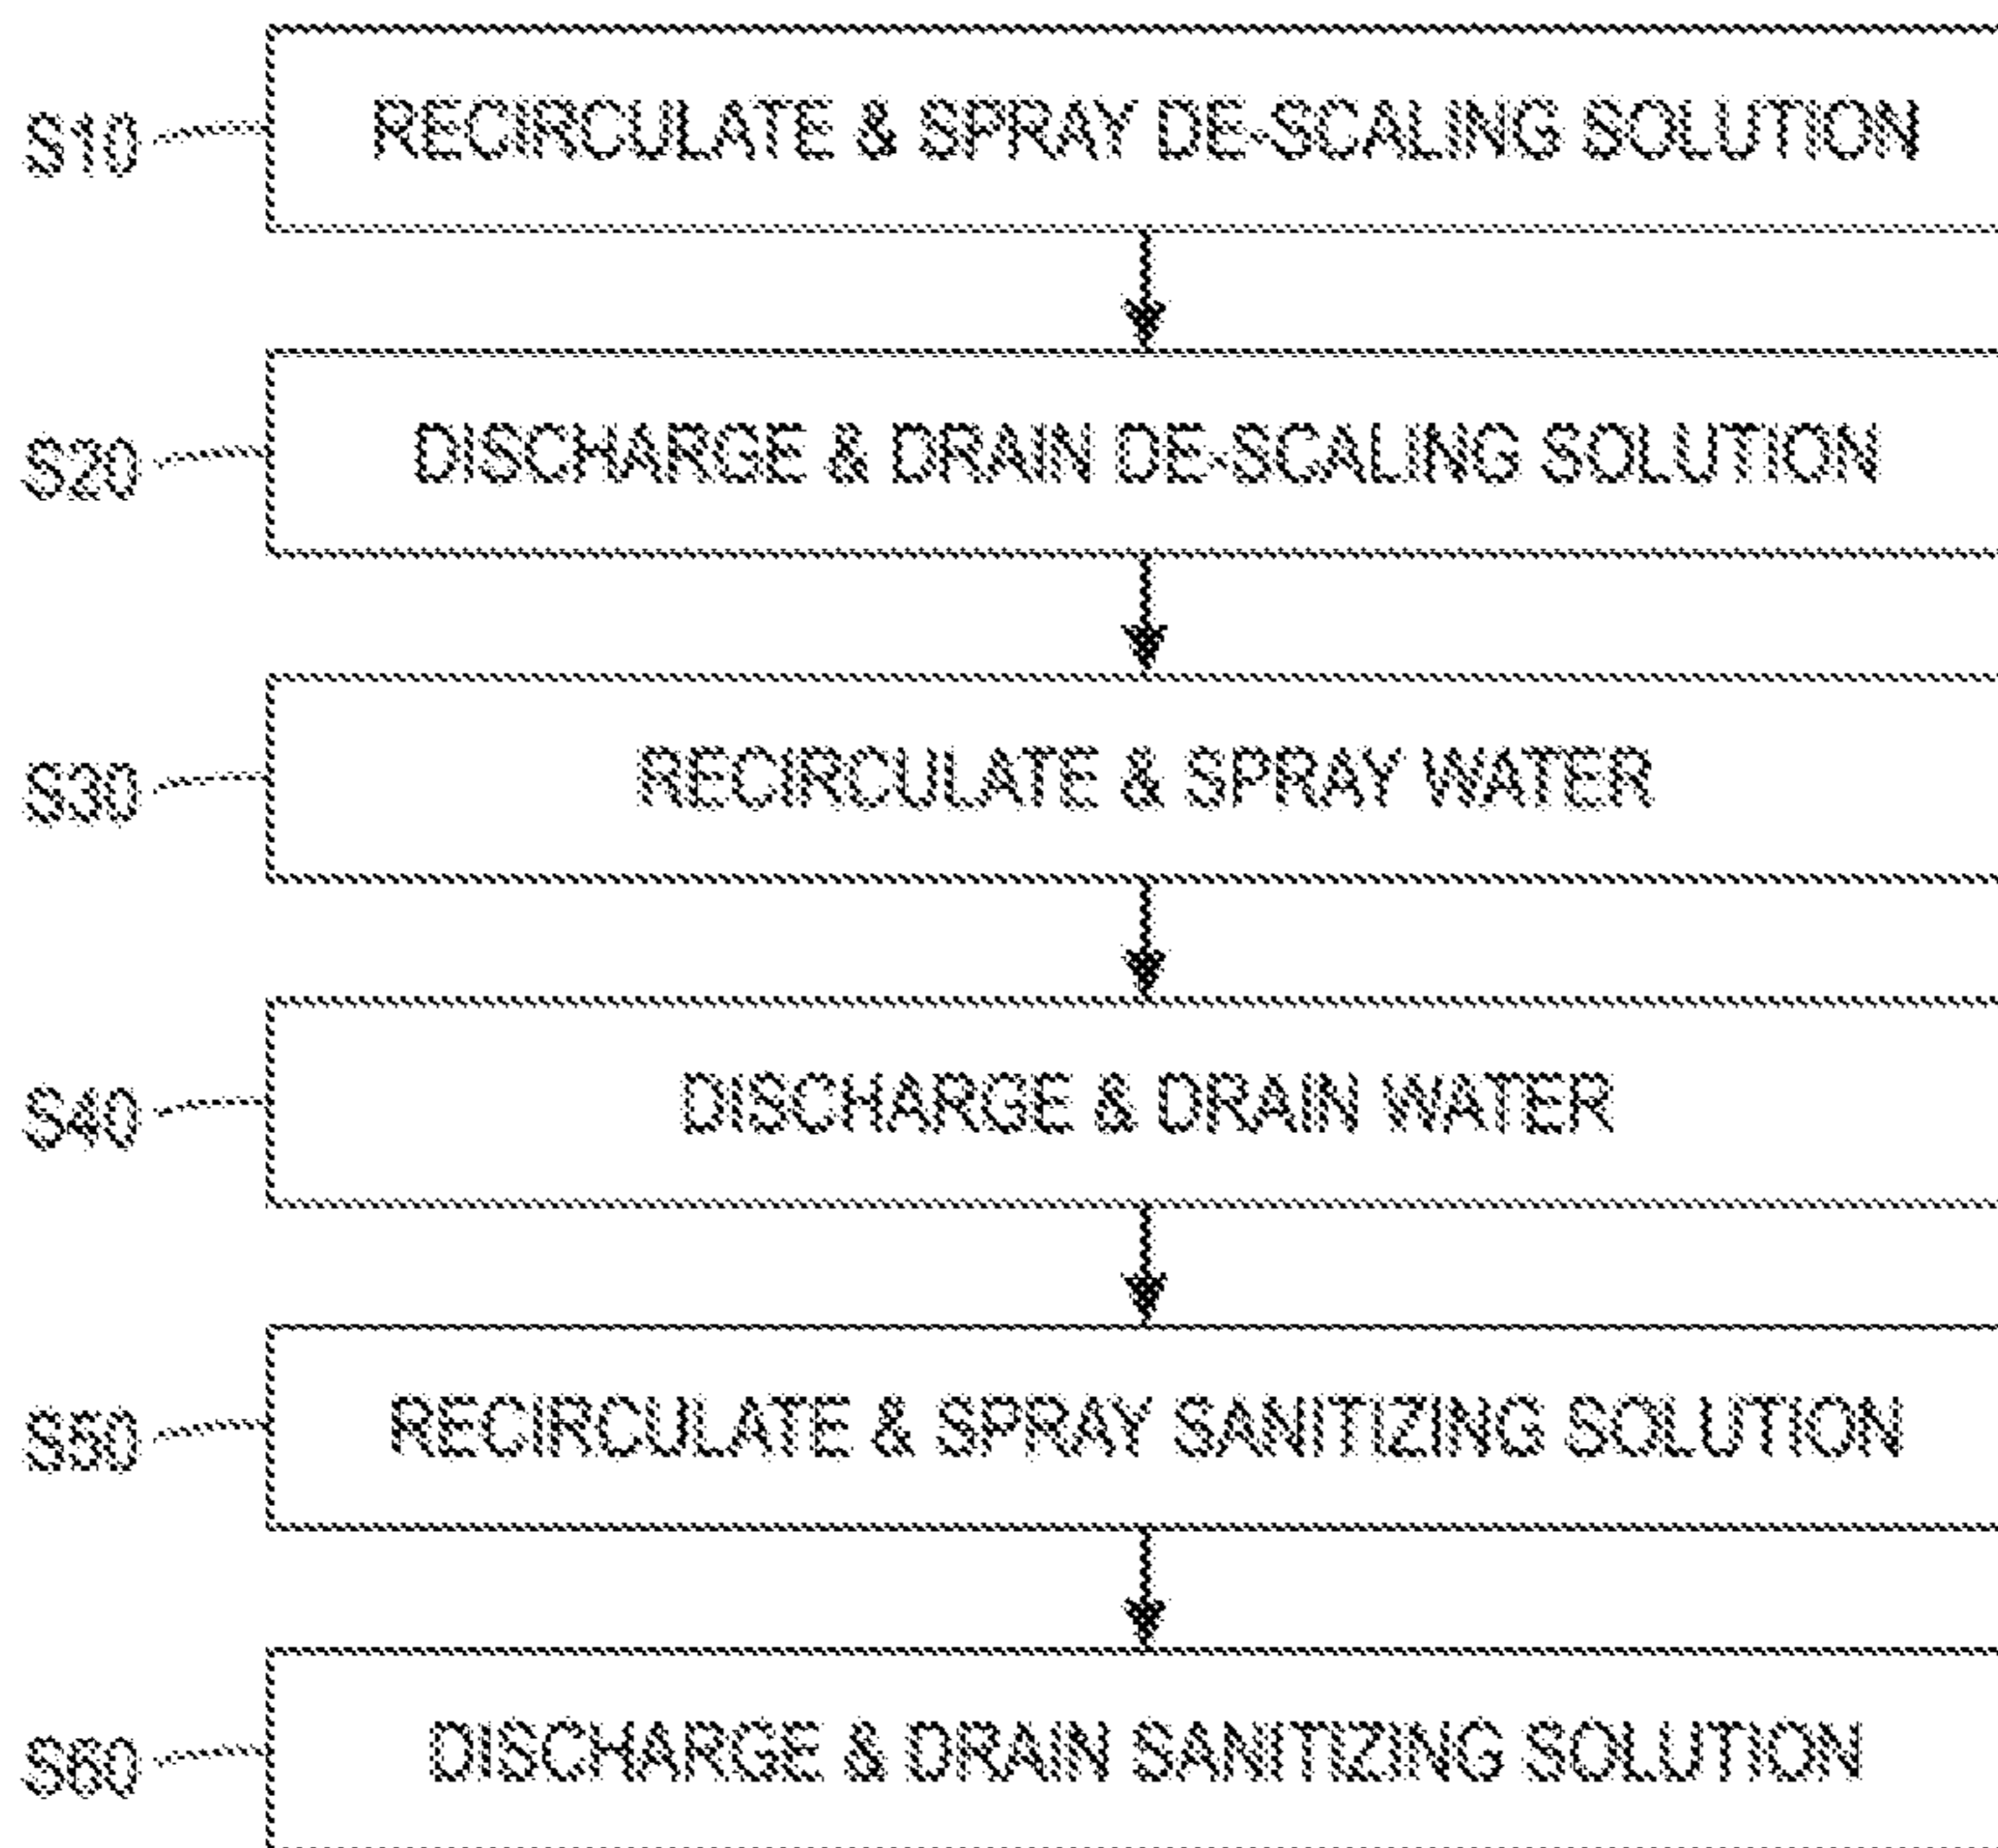 S10 RECIRCULATE & SPRAY DE-SCALING SOLUTION
S20 DISCHARGE & DRAIN DE-SCALING SOLUTION
S30 RECIRCULATE & SPRAY WATER
S40 DISCHARGE & DRAIN WATER
S50 RECIRCULATE & SPRAY SANITIZING SOLUTION
S60 DISCHARGE & DRAIN SANITIZING SOLUTION